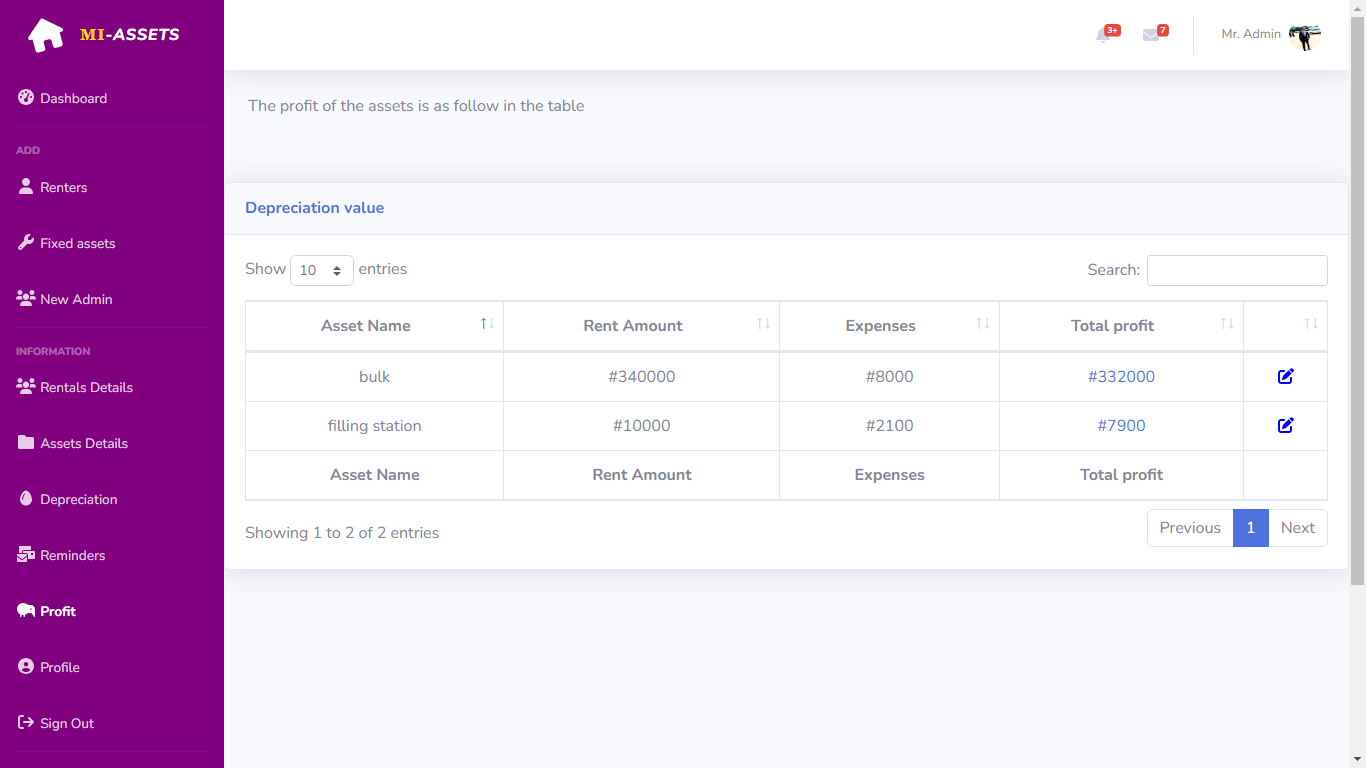 MI-ASSETS
Dashboard
ADD
Renters
Fixed assets
New Admin
INFORMATION
Rentals Details
Assets Details
Depreciation
Reminders
Profit
Profile
Sign Out
3+ 7 Mr. Admin
The profit of the assets is as follow in the table
Depreciation value
Show 10 entries Search:
Asset Name Rent Amount Expenses Total profit
bulk #340000 #8000 #332000
filling station #10000 #2100 #7900
Asset Name Rent Amount Expenses Total profit
Showing 1 to 2 of 2 entries Previous 1 Next